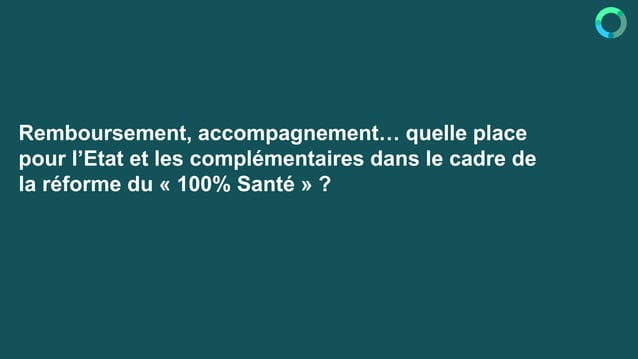 Remboursement, accompagnement… quelle place
pour l’Etat et les complémentaires dans le cadre de
la réforme du « 100% Santé » ?